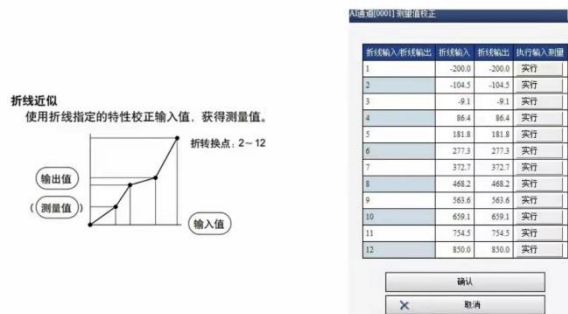 折线近似
使用折线指定的特性校正输入值，获得测量值。
折转换点：2～12
输出值
（测量值）
输入值
AI通道[0001] 测量值校正
折线输入/折线输出 折线输入 折线输出 执行输入测量
1 -200.0 -200.0 实行
2 -104.5 -104.5 实行
3 -9.1 -9.1 实行
4 86.4 86.4 实行
5 181.8 181.8 实行
6 277.3 277.3 实行
7 372.7 372.7 实行
8 468.2 468.2 实行
9 563.6 563.6 实行
10 659.1 659.1 实行
11 754.5 754.5 实行
12 850.0 850.0 实行
确认
× 取消